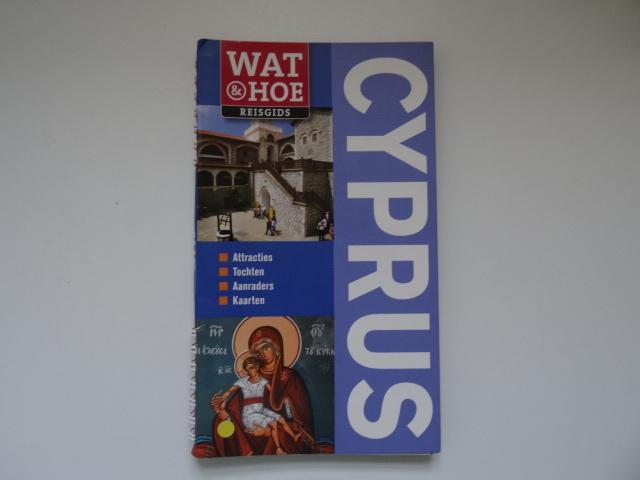 WAT
& HOE
REISGIDS
CYPRUS
Attracties
Tochten
Aanraders
Kaarten